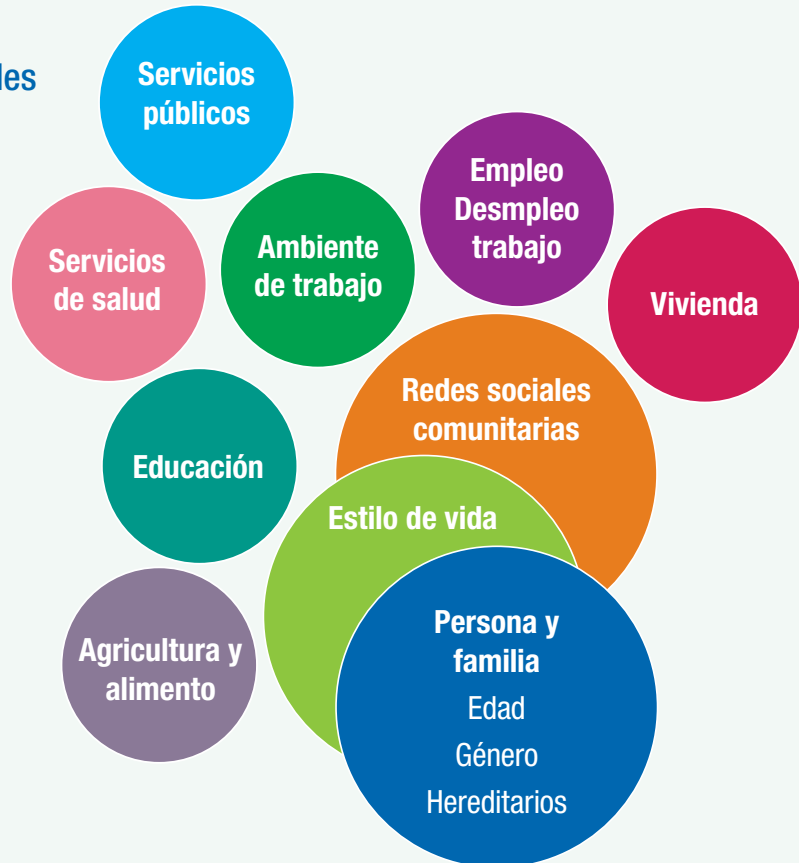 Servicios
públicos
Empleo
Desmpleo
trabajo
Servicios
de salud
Ambiente
de trabajo
Vivienda
Redes sociales
comunitarias
Educación
Estilo de vida
Agricultura y
alimento
Persona y
familia
Edad
Género
Hereditarios